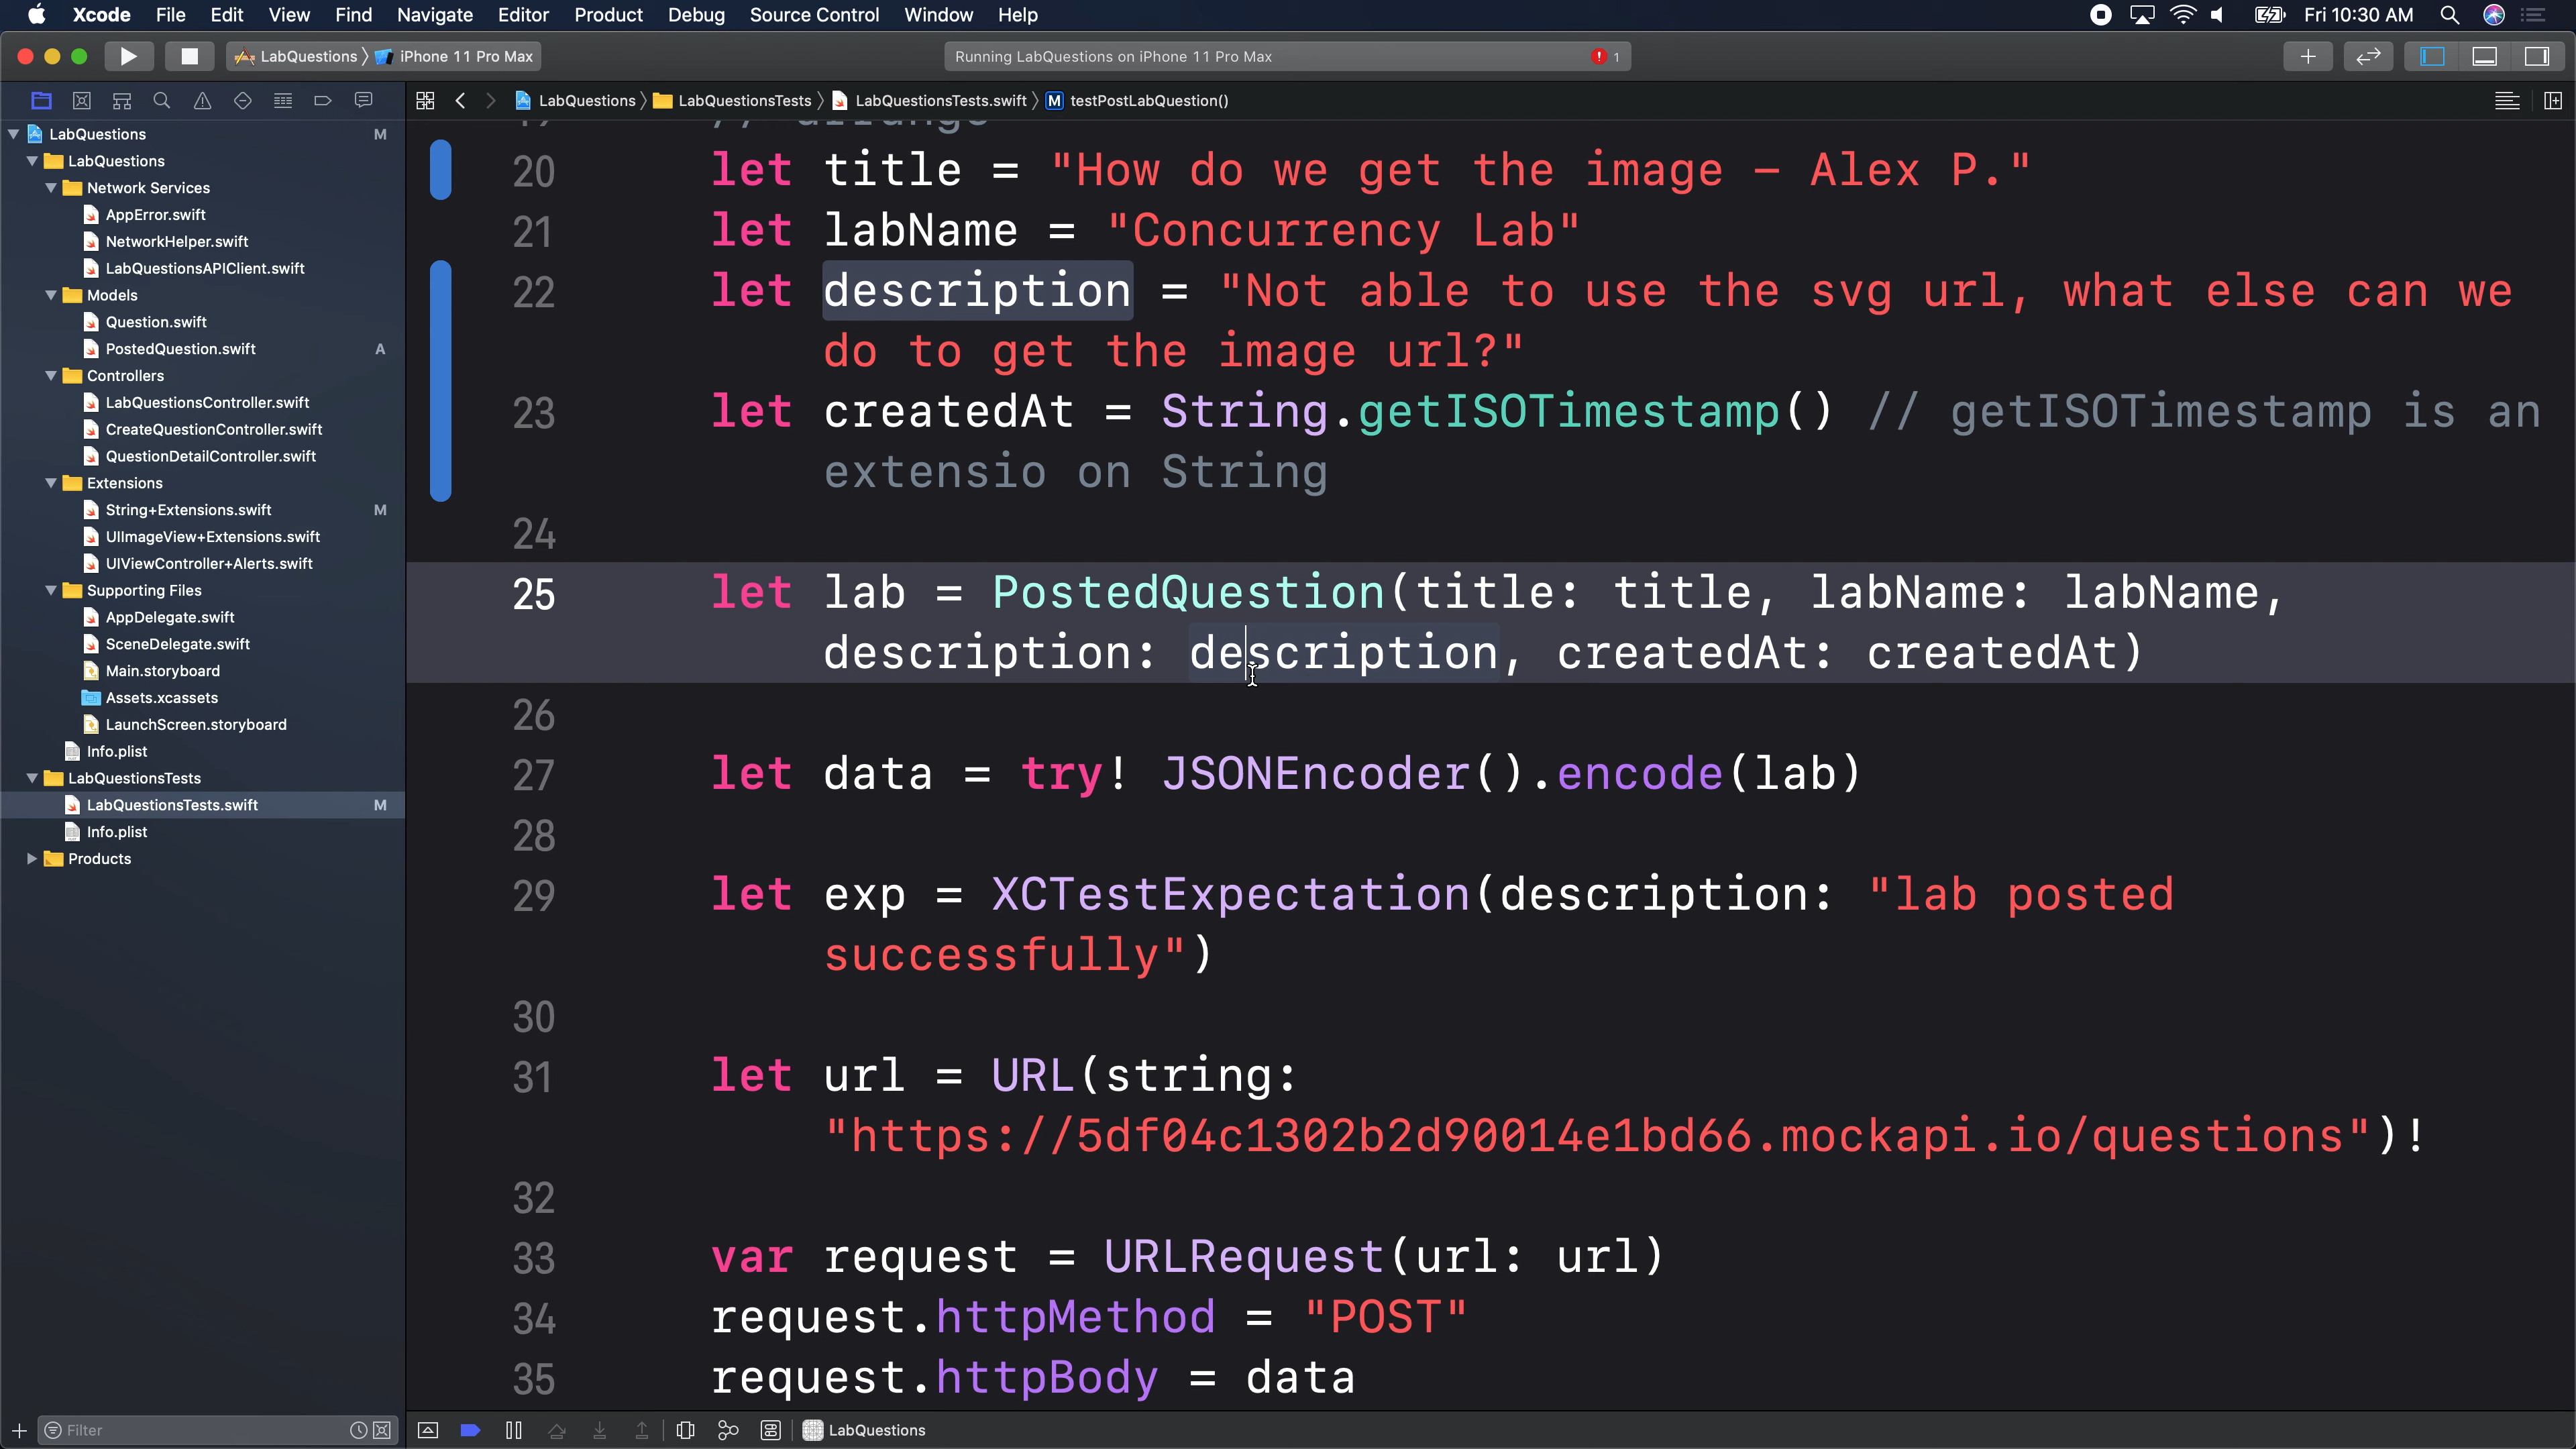 Xcode File Edit View Find Navigate Editor Product Debug Source Control Window Help Fri 10:30 AM
LabQuestions iPhone 11 Pro Max Running LabQuestions on iPhone 11 Pro Max 1
LabQuestions LabQuestionsTests LabQuestionsTests.swift M testPostLabQuestion()
LabQuestions M
LabQuestions
Network Services
AppError.swift
NetworkHelper.swift
LabQuestionsAPIClient.swift
Models
Question.swift
PostedQuestion.swift A
Controllers
LabQuestionsController.swift
CreateQuestionController.swift
QuestionDetailController.swift
Extensions
String+Extensions.swift M
UIImageView+Extensions.swift
UIViewController+Alerts.swift
Supporting Files
AppDelegate.swift
SceneDelegate.swift
Main.storyboard
Assets.xcassets
LaunchScreen.storyboard
Info.plist
LabQuestionsTests
LabQuestionsTests.swift M
Info.plist
Products
Filter
20 let title = "How do we get the image – Alex P."
21 let labName = "Concurrency Lab"
22 let description = "Not able to use the svg url, what else can we
do to get the image url?"
23 let createdAt = String.getISOTimestamp() // getISOTimestamp is an
extensio on String
24
25 let lab = PostedQuestion(title: title, labName: labName,
description: description, createdAt: createdAt)
26
27 let data = try! JSONEncoder().encode(lab)
28
29 let exp = XCTestExpectation(description: "lab posted
successfully")
30
31 let url = URL(string:
"https://5df04c1302b2d90014e1bd66.mockapi.io/questions")!
32
33 var request = URLRequest(url: url)
34 request.httpMethod = "POST"
35 request.httpBody = data
LabQuestions